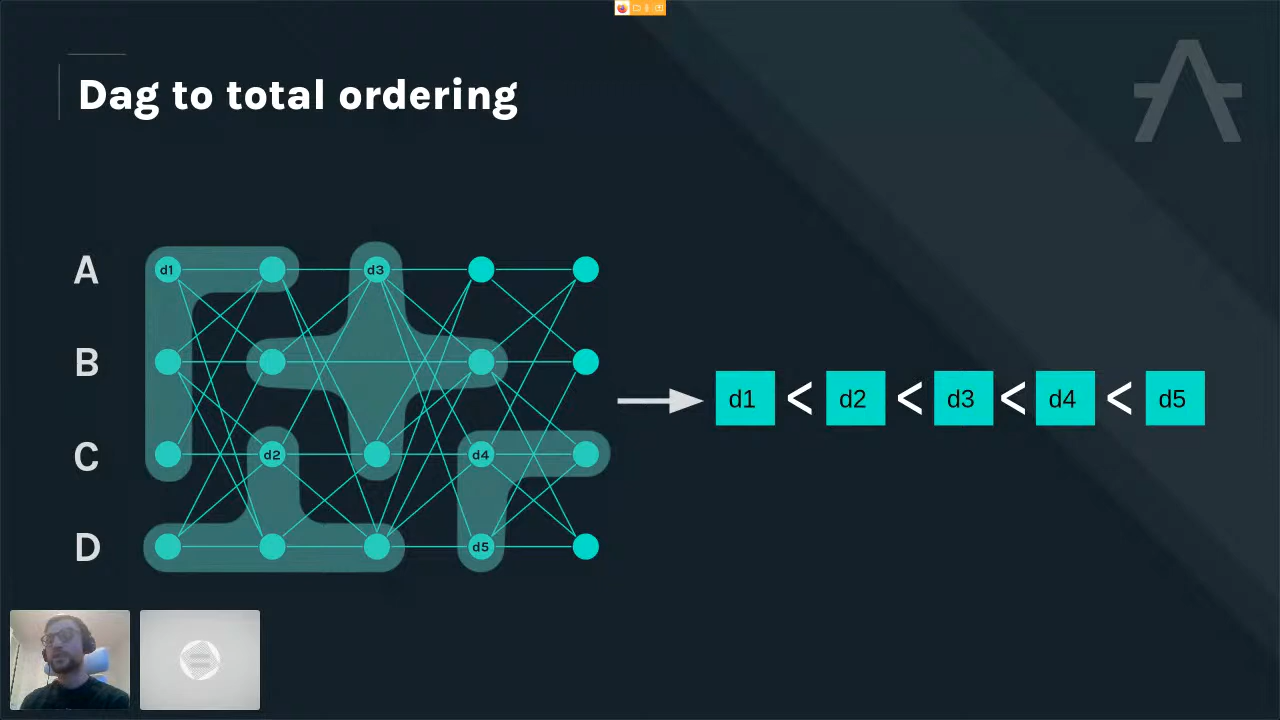 Dag to total ordering
A
d1
d3
B
C
d2
d4
D
d5
d1 < d2 < d3 < d4 < d5